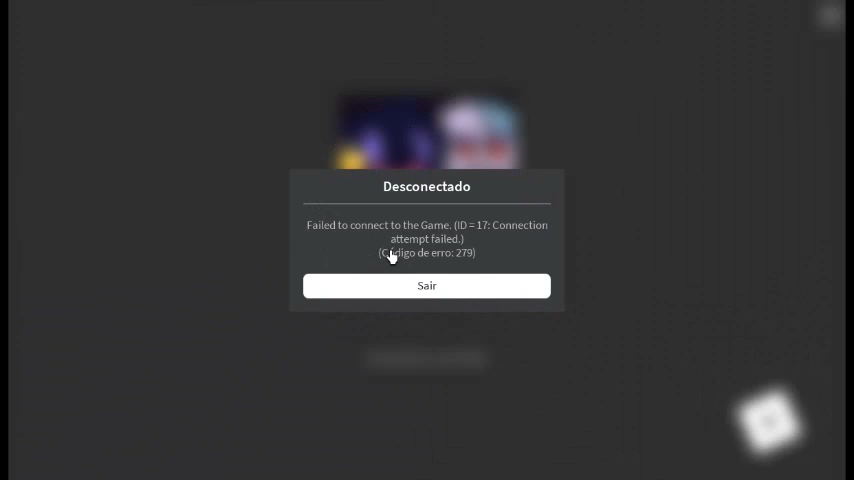 Desconectado
Failed to connect to the Game. (ID = 17: Connection
attempt failed.)
(Código de erro: 279)
Sair